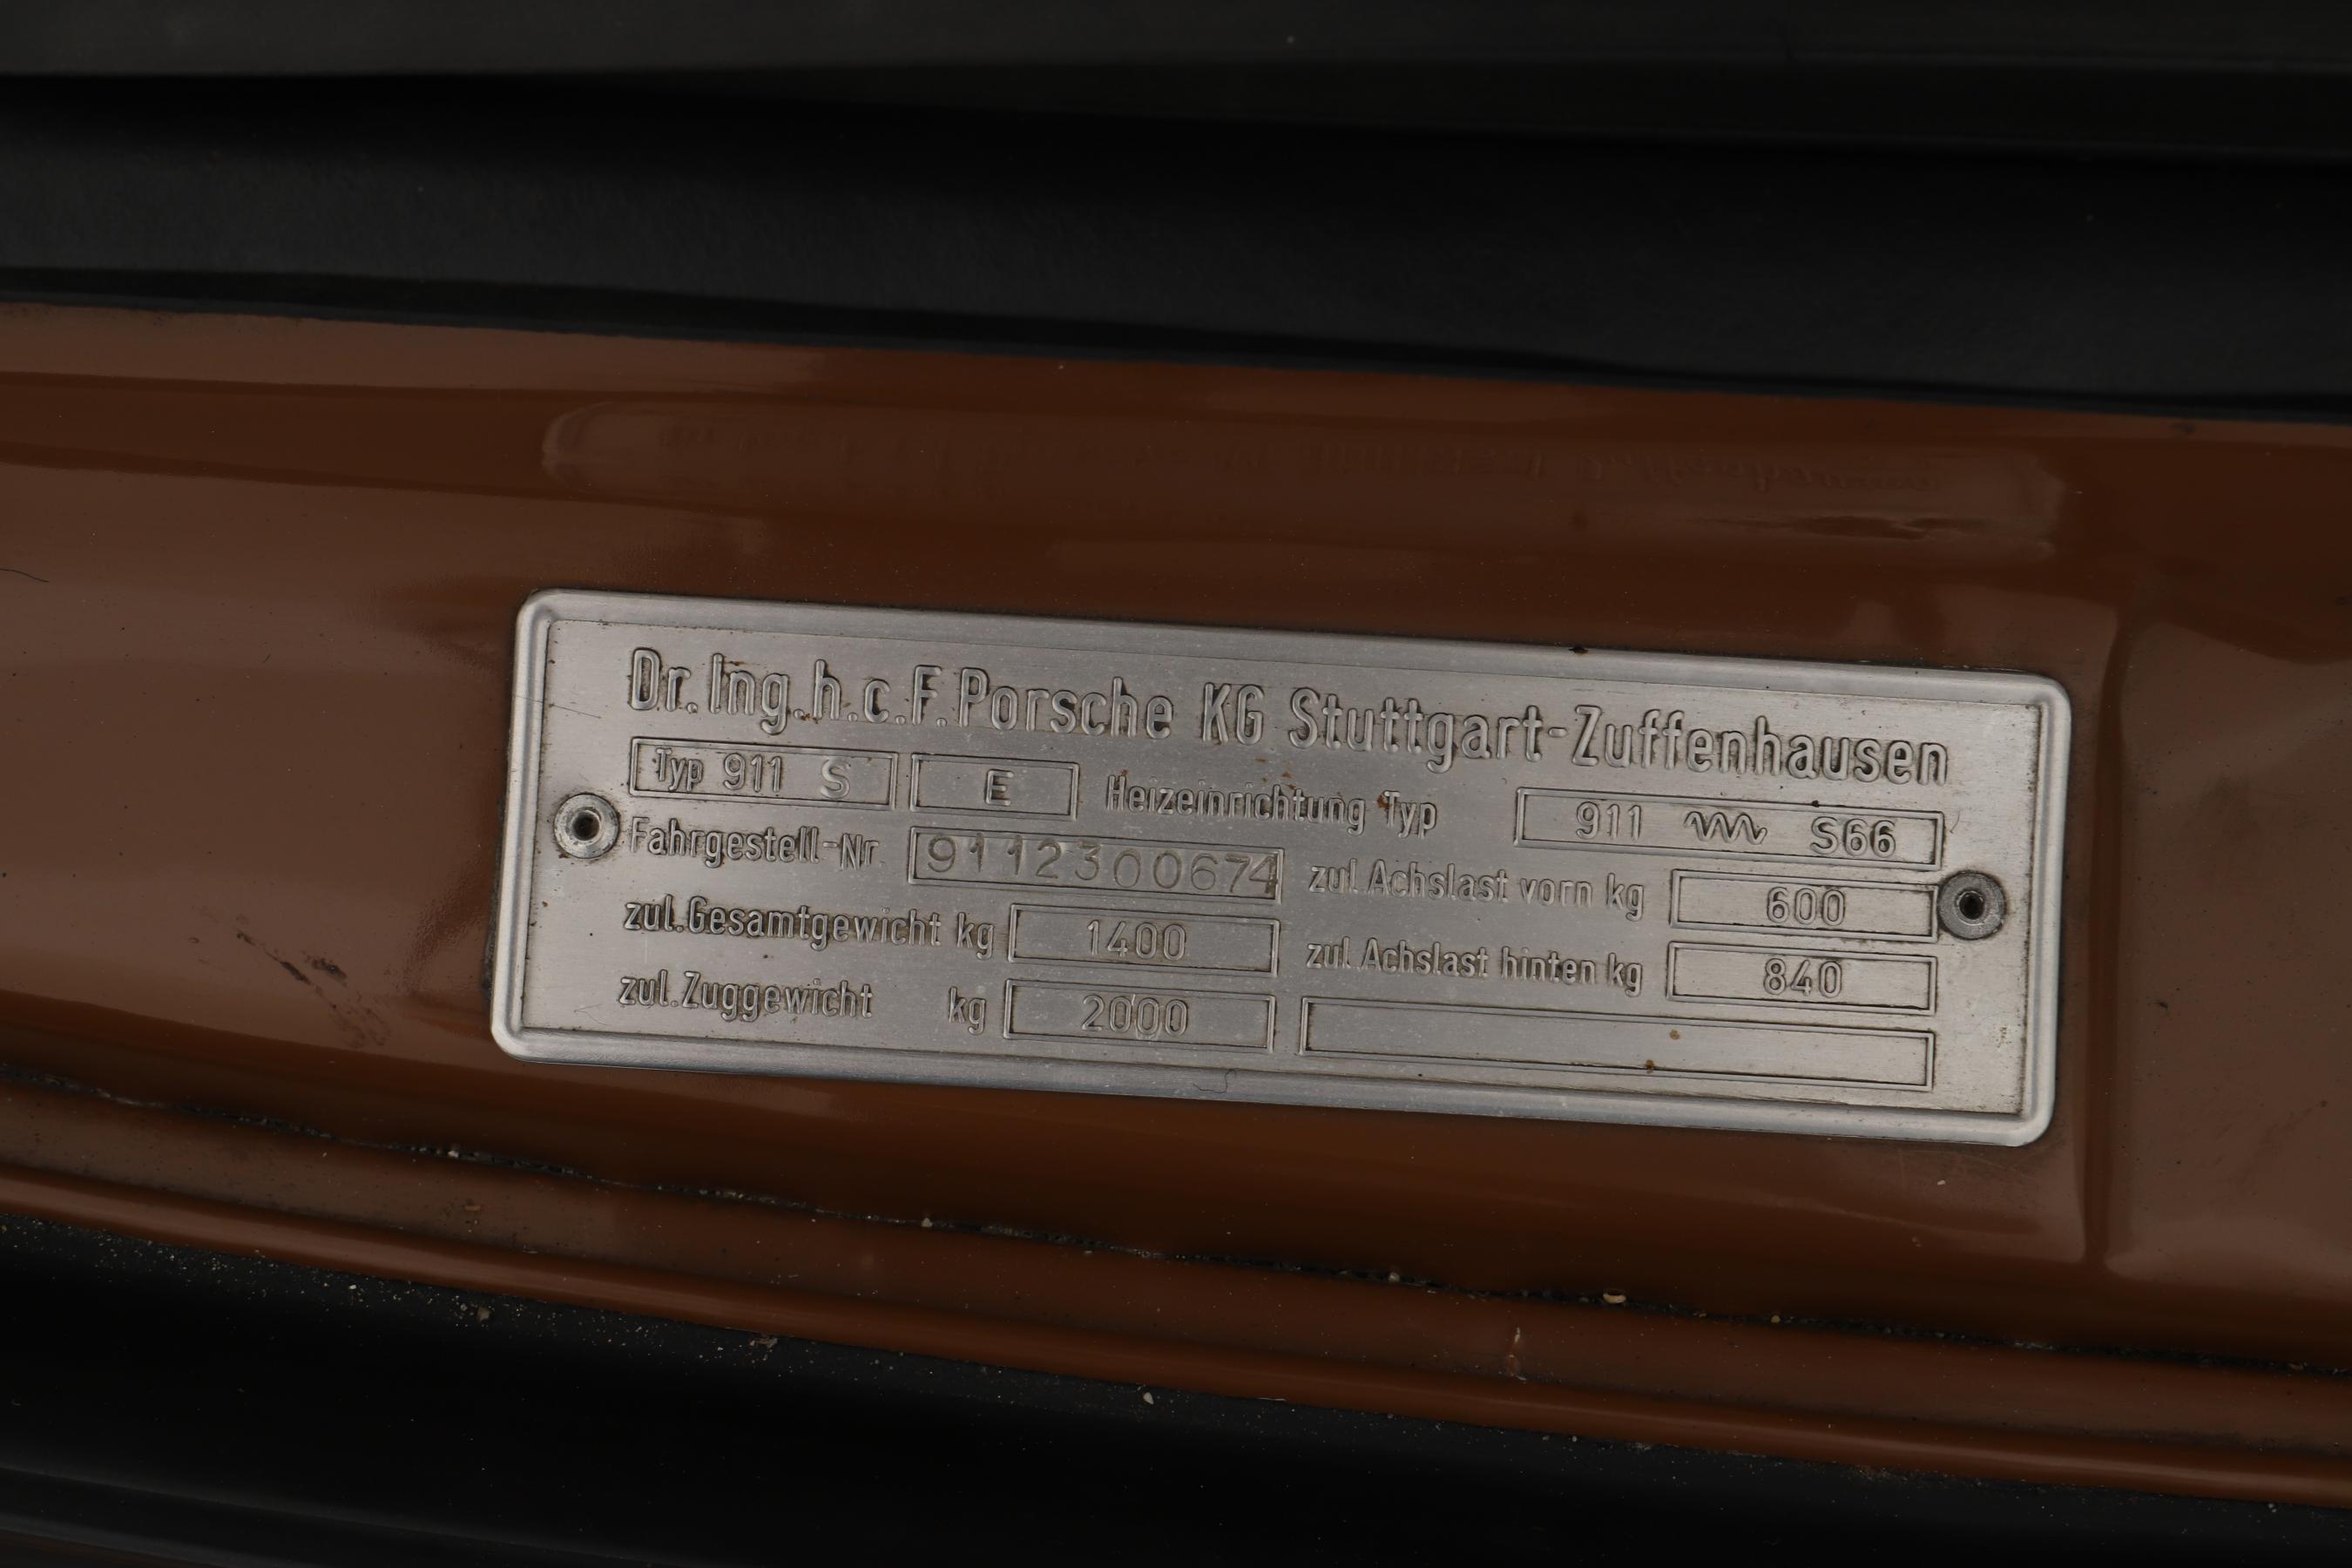 Dr. Ing. h. c. F. Porsche KG Stuttgart-Zuffenhausen
Typ 911 S E Heizeinrichtung Typ 911 S66
Fahrgestell-Nr. 9112300674 zul. Achslast vorn kg 600
zul. Gesamtgewicht kg 1400 zul. Achslast hinten kg 840
zul. Zuggewicht kg 2000